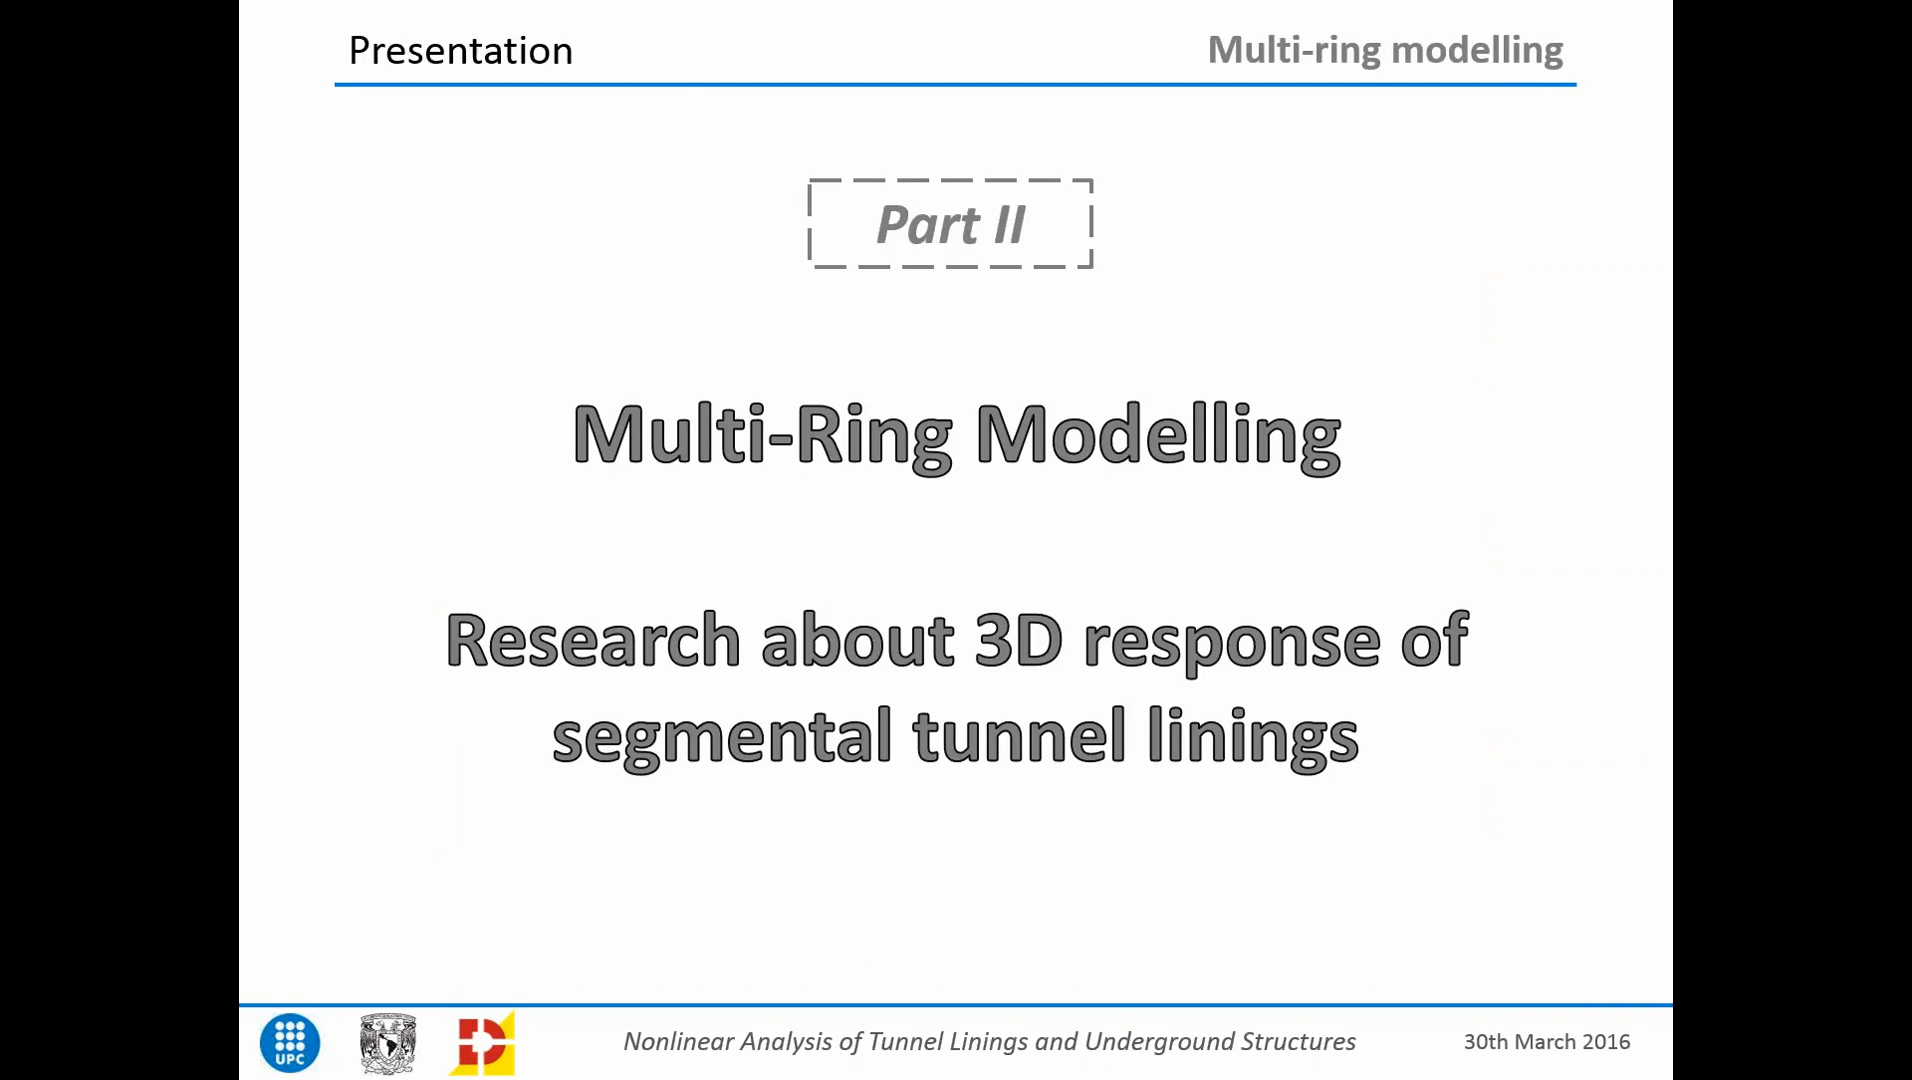 Presentation
Multi-ring modelling
Part II
Multi-Ring Modelling
Research about 3D response of
segmental tunnel linings
UPC
Nonlinear Analysis of Tunnel Linings and Underground Structures
30th March 2016